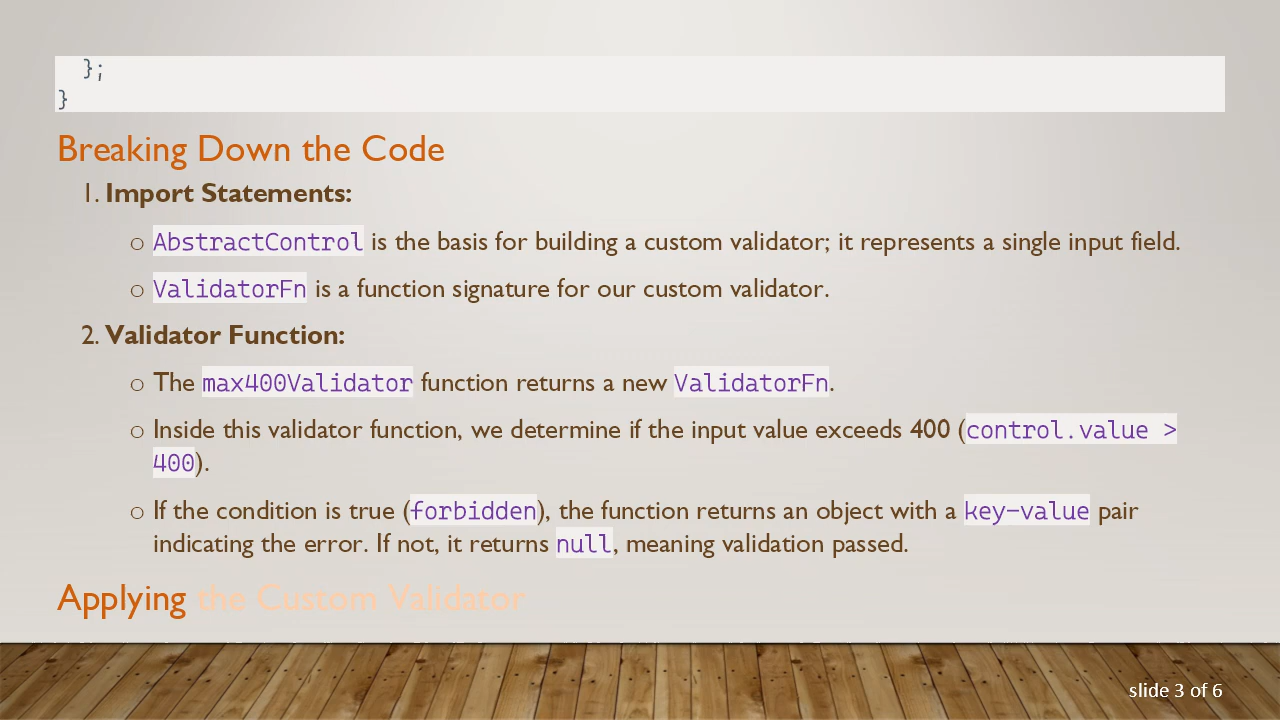 };
}
Breaking Down the Code
1. Import Statements:
o AbstractControl is the basis for building a custom validator; it represents a single input field.
o ValidatorFn is a function signature for our custom validator.
2. Validator Function:
o The max400Validator function returns a new ValidatorFn.
o Inside this validator function, we determine if the input value exceeds 400 (control.value >
400).
o If the condition is true (forbidden), the function returns an object with a key-value pair
indicating the error. If not, it returns null, meaning validation passed.
Applying the Custom Validator
slide 3 of 6